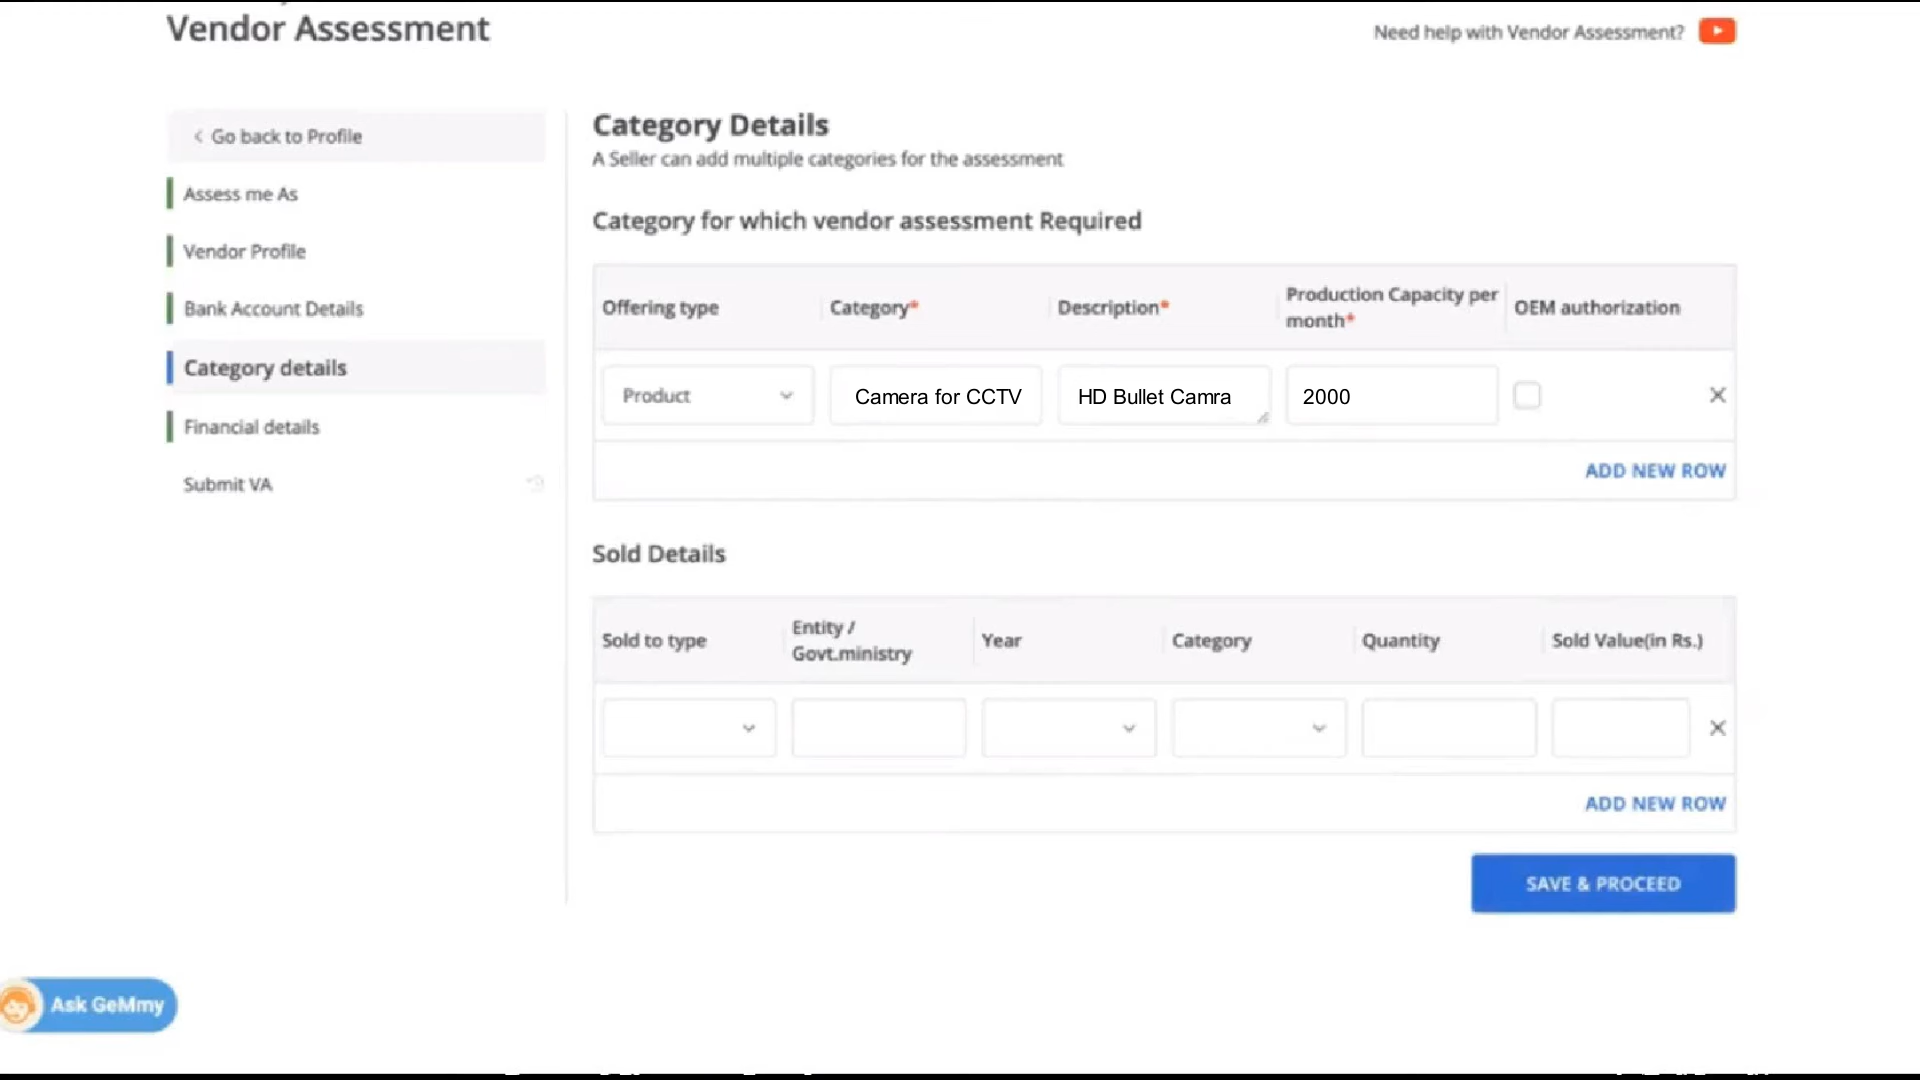 Vendor Assessment
Need help with Vendor Assessment?
< Go back to Profile
Assess me As
Vendor Profile
Bank Account Details
Category details
Financial details
Submit VA
Category Details
A Seller can add multiple categories for the assessment
Category for which vendor assessment Required
Offering type Category* Description* Production Capacity per month* OEM authorization
Product Camera for CCTV HD Bullet Camra 2000
ADD NEW ROW
Sold Details
Sold to type Entity / Govt.ministry Year Category Quantity Sold Value(in Rs.)
ADD NEW ROW
SAVE & PROCEED
Ask GeMmy